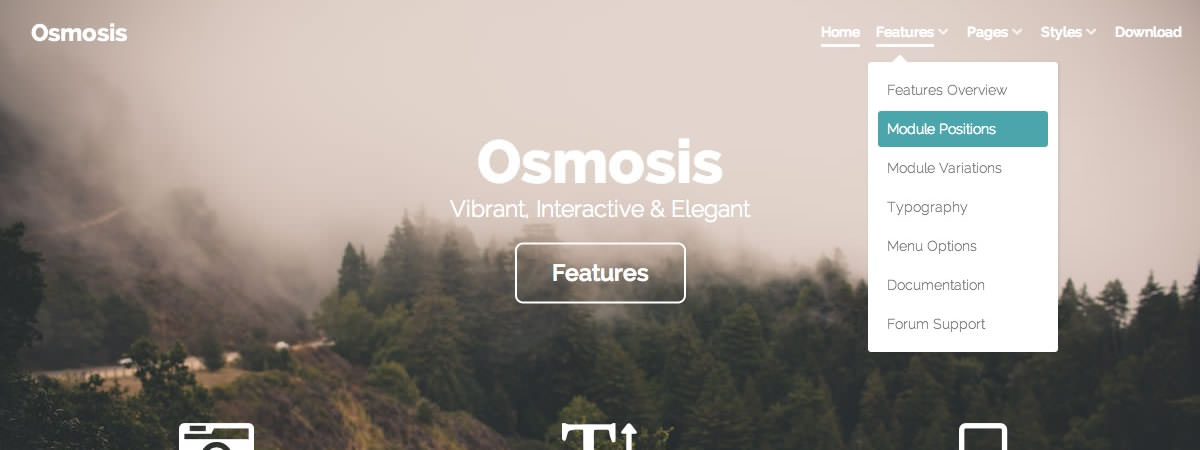 Osmosis
Home Features Pages Styles Download
Features Overview
Module Positions
Module Variations
Typography
Menu Options
Documentation
Forum Support
Osmosis
Vibrant, Interactive & Elegant
Features